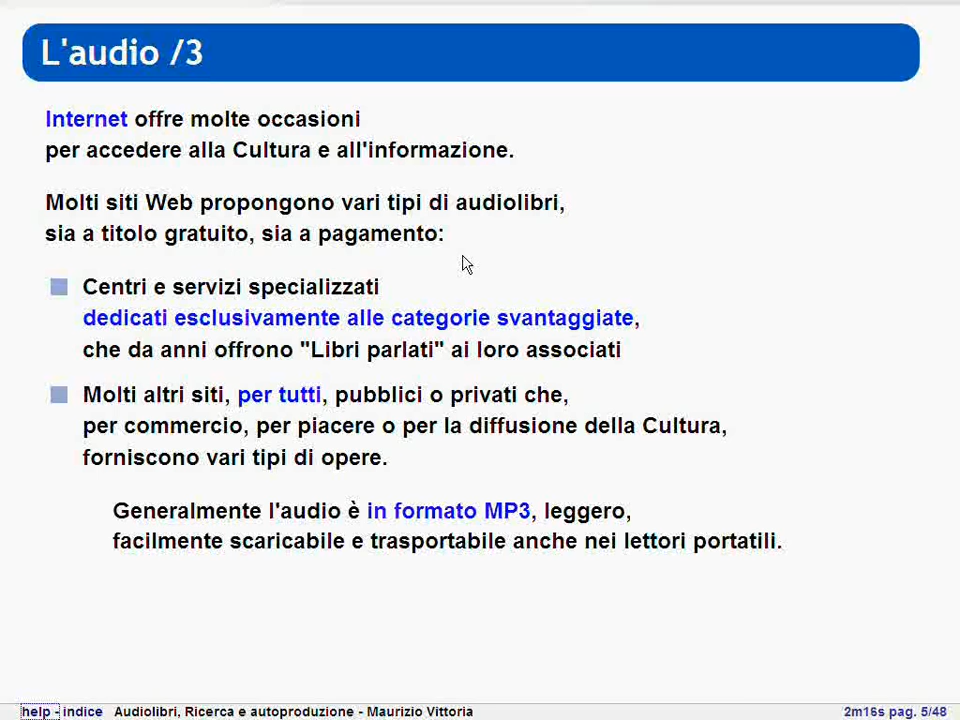 L'audio /3
Internet offre molte occasioni
per accedere alla Cultura e all'informazione.
Molti siti Web propongono vari tipi di audiolibri,
sia a titolo gratuito, sia a pagamento:
Centri e servizi specializzati
dedicati esclusivamente alle categorie svantaggiate,
che da anni offrono "Libri parlati" ai loro associati
Molti altri siti, per tutti, pubblici o privati che,
per commercio, per piacere o per la diffusione della Cultura,
forniscono vari tipi di opere.
Generalmente l'audio è in formato MP3, leggero,
facilmente scaricabile e trasportabile anche nei lettori portatili.
help - indice Audiolibri, Ricerca e autoproduzione - Maurizio Vittoria 2m16s pag. 5/48